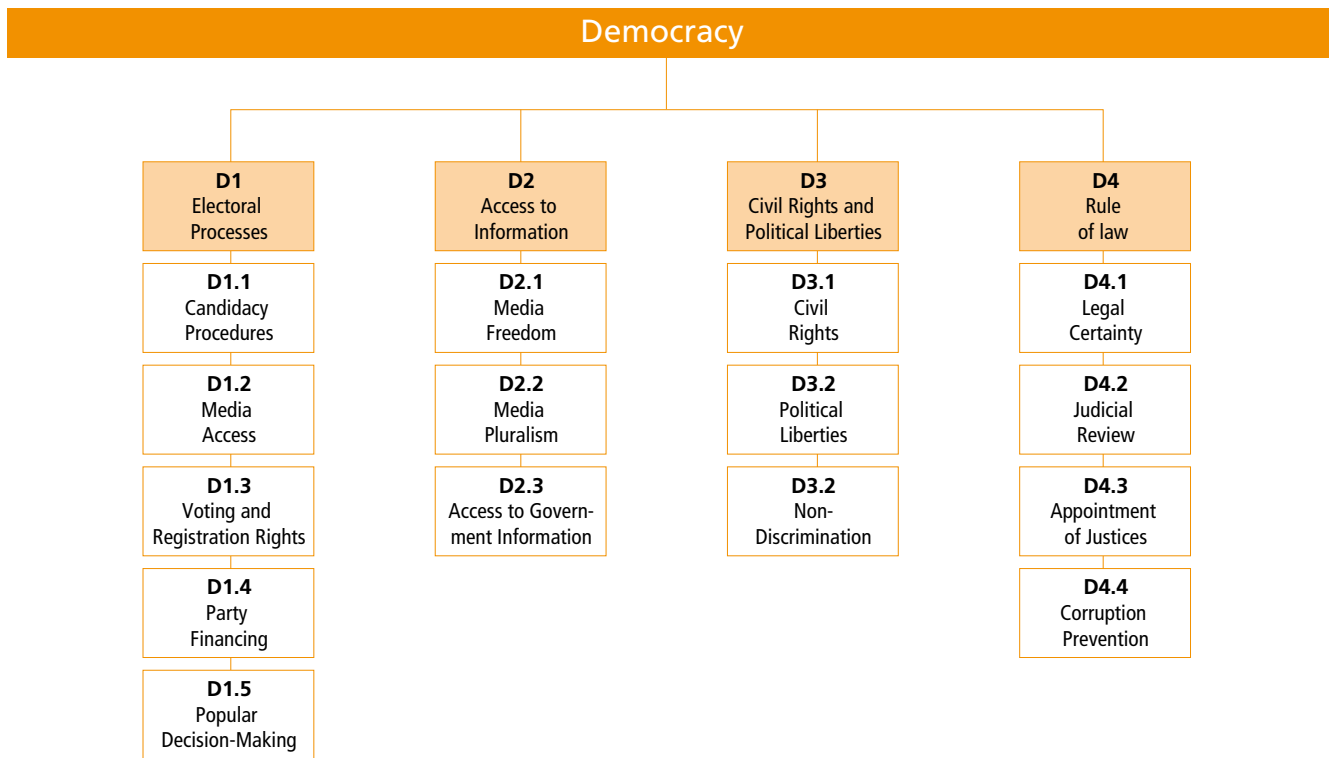 Democracy
D1
Electoral
Processes
D1.1
Candidacy
Procedures
D1.2
Media
Access
D1.3
Voting and
Registration Rights
D1.4
Party
Financing
D1.5
Popular
Decision-Making
D2
Access to
Information
D2.1
Media
Freedom
D2.2
Media
Pluralism
D2.3
Access to Govern-
ment Information
D3
Civil Rights and
Political Liberties
D3.1
Civil
Rights
D3.2
Political
Liberties
D3.2
Non-
Discrimination
D4
Rule
of law
D4.1
Legal
Certainty
D4.2
Judicial
Review
D4.3
Appointment
of Justices
D4.4
Corruption
Prevention